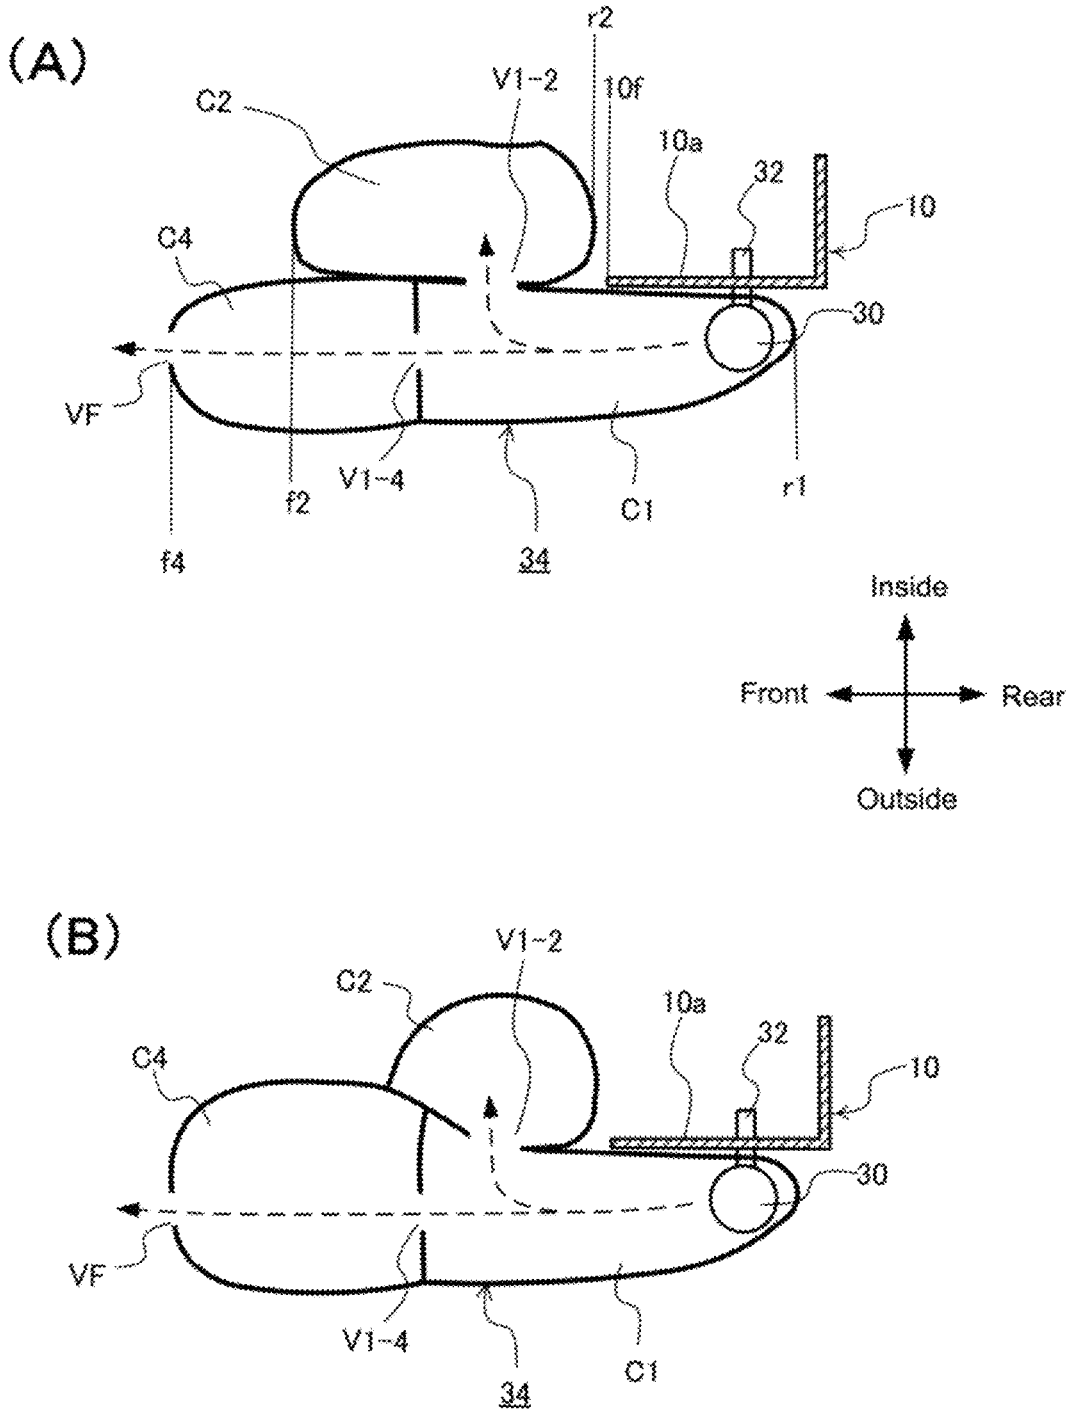 (A)
r2
V1-2
10f
C2
10a
32
10
C4
30
VF
V1-4
f2
r1
C1
f4
34
Inside
Front
Rear
Outside
(B)
V1-2
C2
10a
32
C4
10
30
VF
V1-4
C1
34